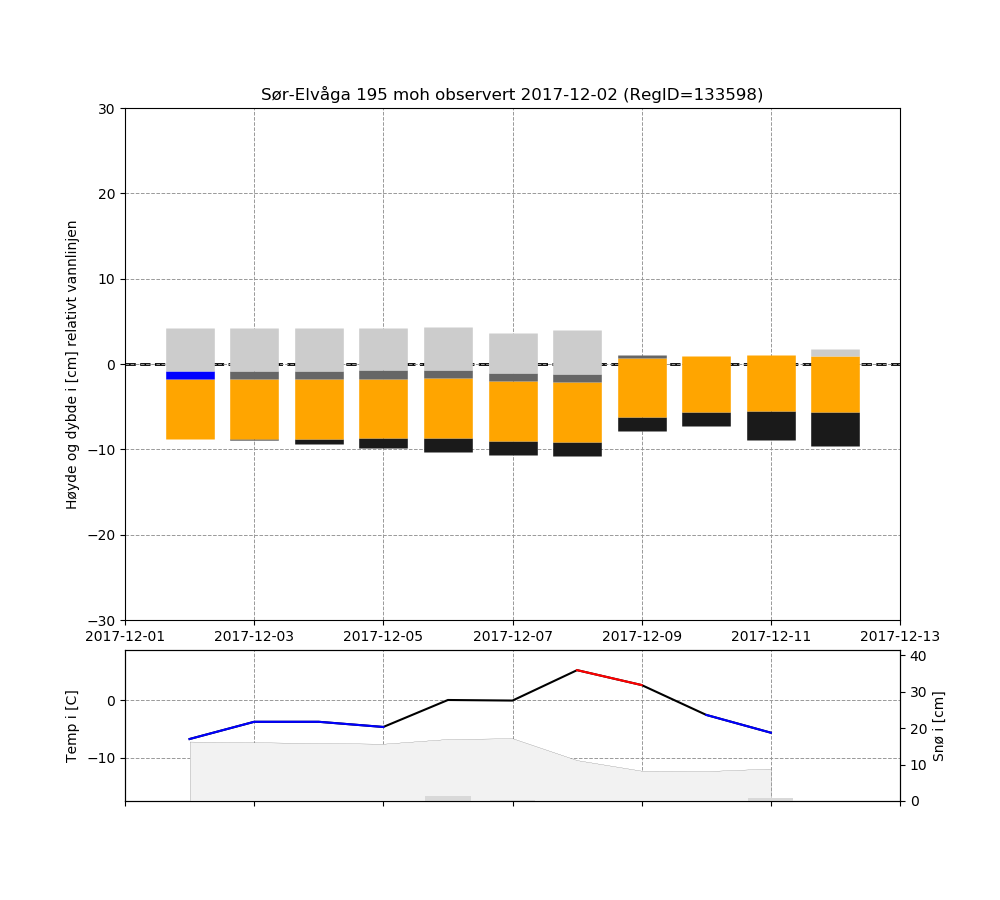 Sør-Elvåga 195 moh observert 2017-12-02 (RegID=133598)
30
20
10
0
−10
−20
−30
Høyde og dybde i [cm] relativt vannlinjen
2017-12-01 2017-12-03 2017-12-05 2017-12-07 2017-12-09 2017-12-11 2017-12-13
0
−10
Temp i [C]
40
30
20
10
0
Snø i [cm]